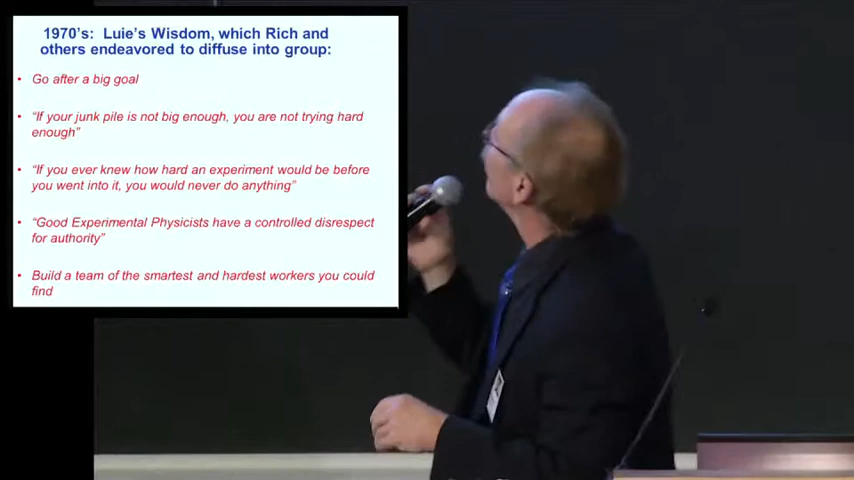 1970's:  Luie's Wisdom, which Rich and
others endeavored to diffuse into group:
• Go after a big goal
• "If your junk pile is not big enough, you are not trying hard
enough"
• "If you ever knew how hard an experiment would be before
you went into it, you would never do anything"
• "Good Experimental Physicists have a controlled disrespect
for authority"
• Build a team of the smartest and hardest workers you could
find